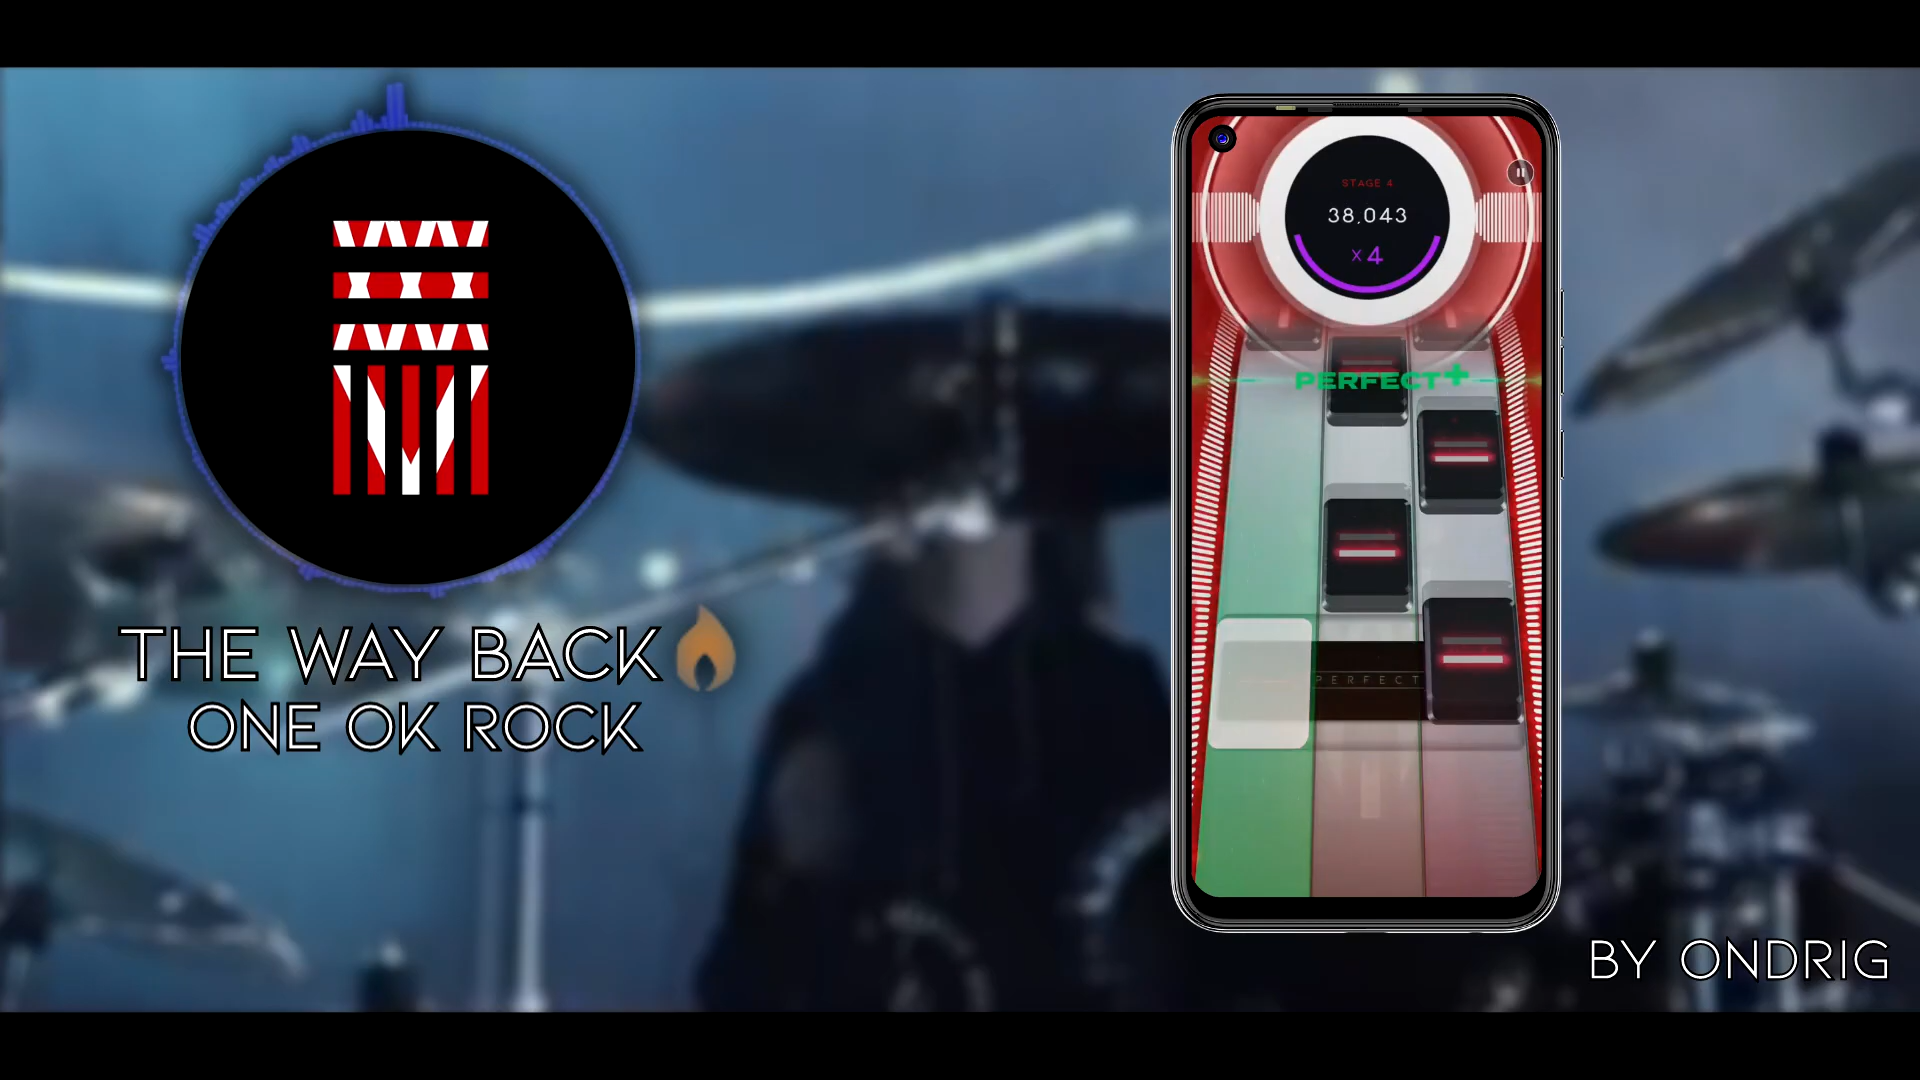 THE WAY BACK
ONE OK ROCK
STAGE 4
38,043
x4
PERFECT+
PERFECT
BY ONDRIG